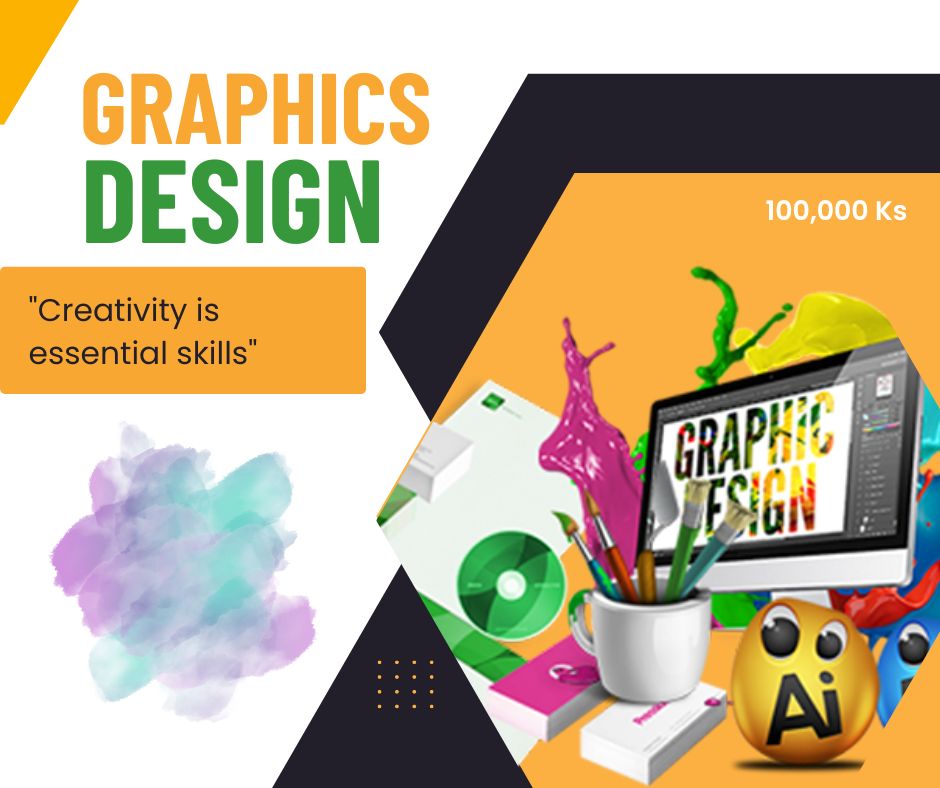 GRAPHICS
DESIGN
"Creativity is
essential skills"
100,000 Ks
GRAPHIC
DESIGN
Ai